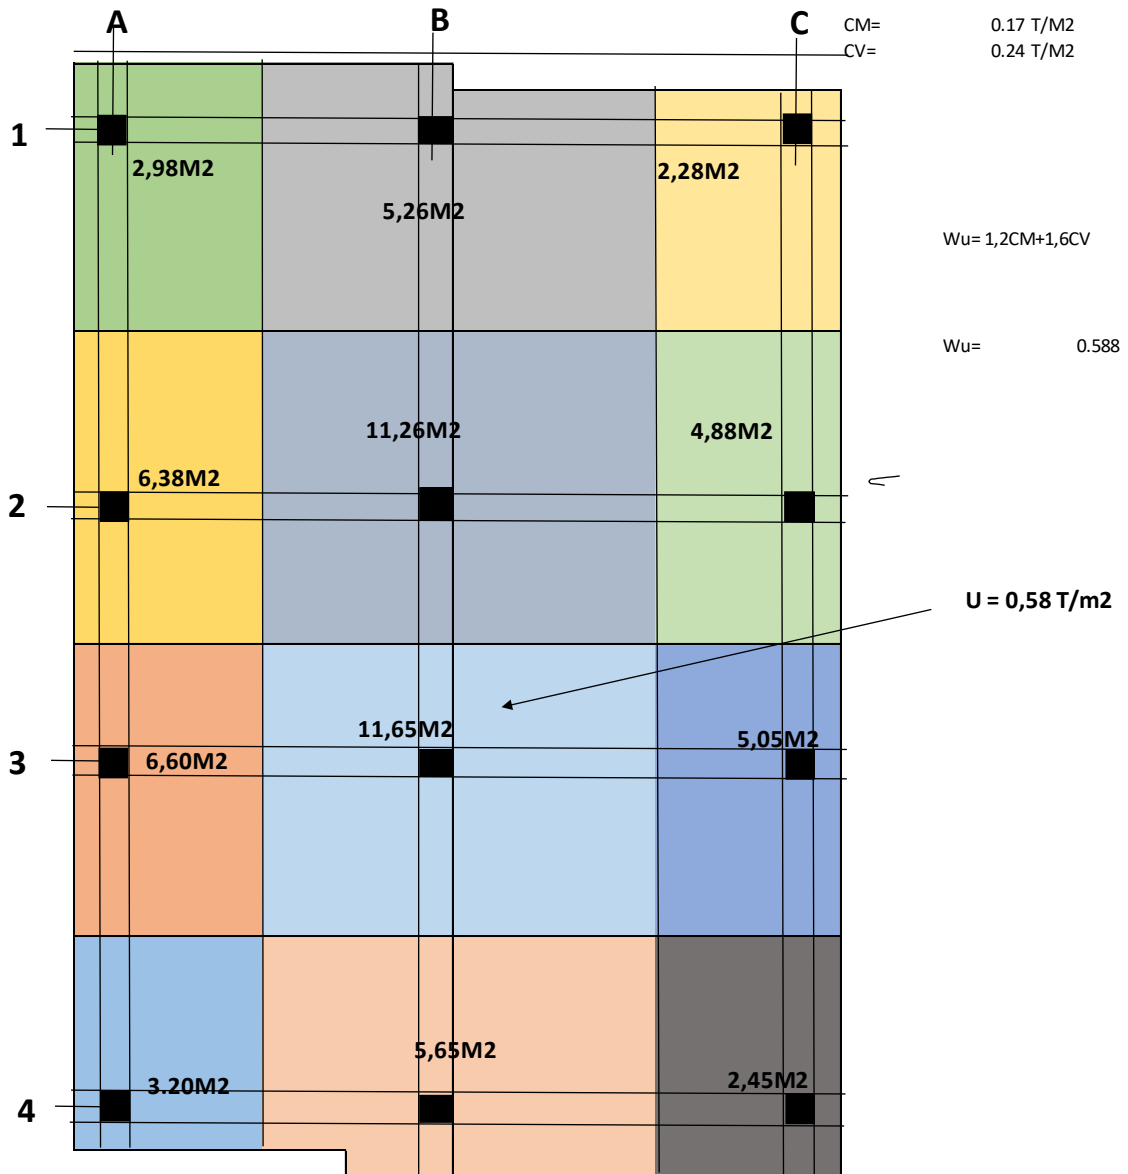 A B C
CM= 0.17 T/M2
CV= 0.24 T/M2
1
2,98M2
5,26M2
2,28M2
Wu= 1,2CM+1,6CV
Wu= 0.588
11,26M2
4,88M2
6,38M2
2
U = 0,58 T/m2
11,65M2
5,05M2
3
6,60M2
5,65M2
3.20M2
2,45M2
4